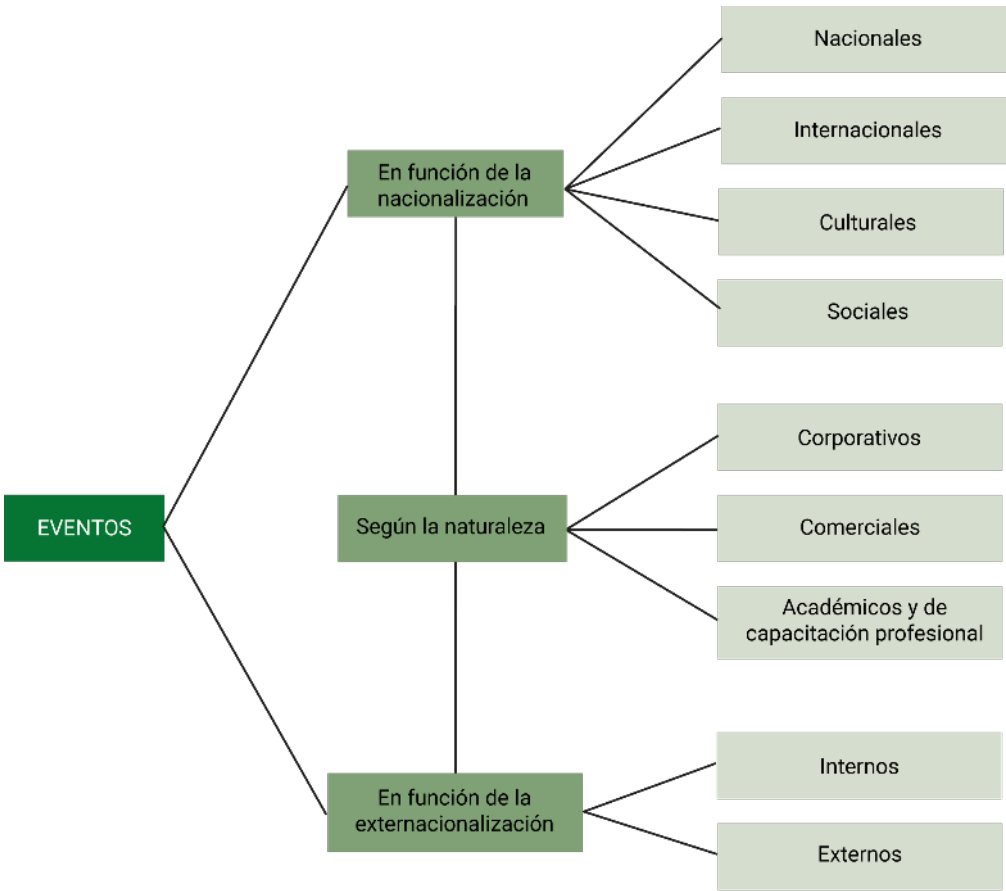 EVENTOS
En función de la
nacionalización
Nacionales
Internacionales
Culturales
Sociales
Según la naturaleza
Corporativos
Comerciales
Académicos y de
capacitación profesional
En función de la
externacionalización
Internos
Externos